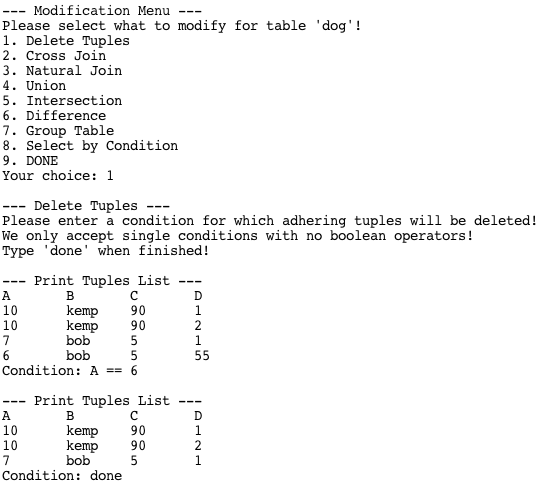 --- Modification Menu ---
Please select what to modify for table 'dog'!
1. Delete Tuples
2. Cross Join
3. Natural Join
4. Union
5. Intersection
6. Difference
7. Group Table
8. Select by Condition
9. DONE
Your choice: 1

--- Delete Tuples ---
Please enter a condition for which adhering tuples will be deleted!
We only accept single conditions with no boolean operators!
Type 'done' when finished!

--- Print Tuples List ---
A       B       C       D
10      kemp    90      1
10      kemp    90      2
7       bob     5       1
6       bob     5       55
Condition: A == 6

--- Print Tuples List ---
A       B       C       D
10      kemp    90      1
10      kemp    90      2
7       bob     5       1
Condition: done